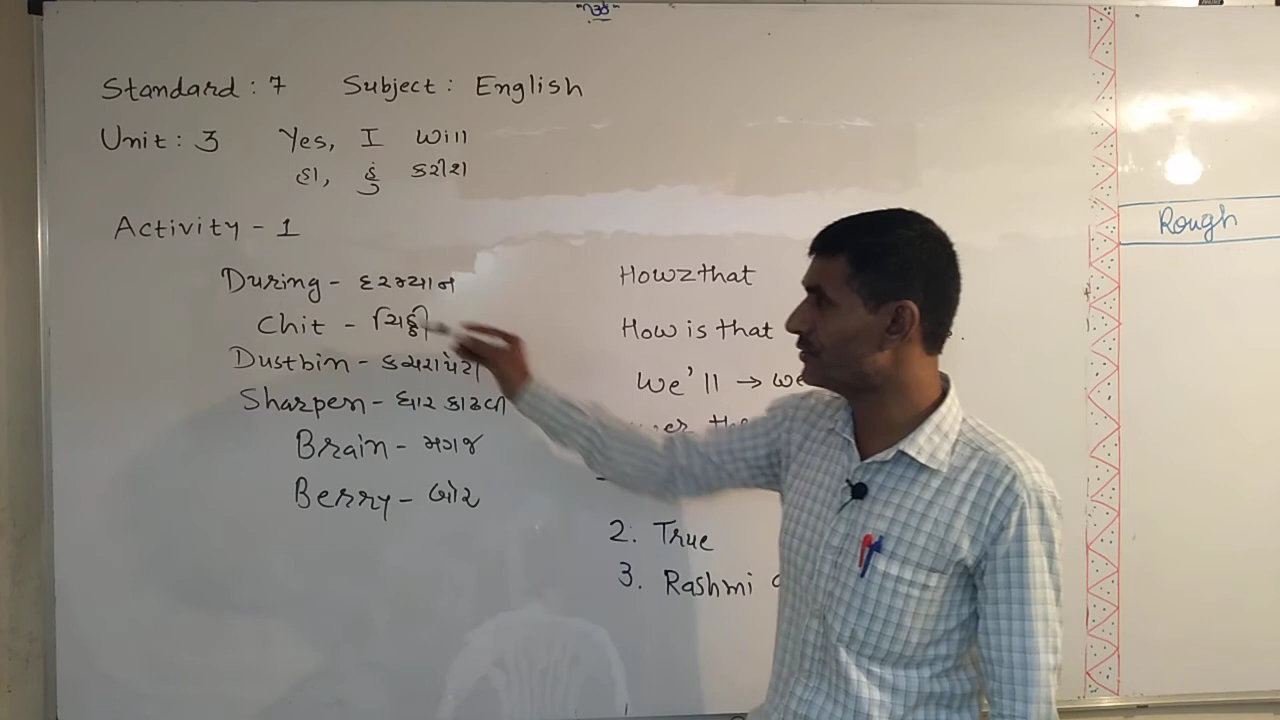 Standard : 7 Subject : English
Unit : 3 Yes, I will
હા, હું કરીશ
Activity - 1
During - દરમ્યાન
Chit - ચિઠ્ઠી
Dustbin - કચરાપેટી
Sharpen - ધાર કાઢવી
Brain - મગજ
Berry - બોર
Howzthat
How is that
We'll → we
2. True
3. Rashmi
Rough